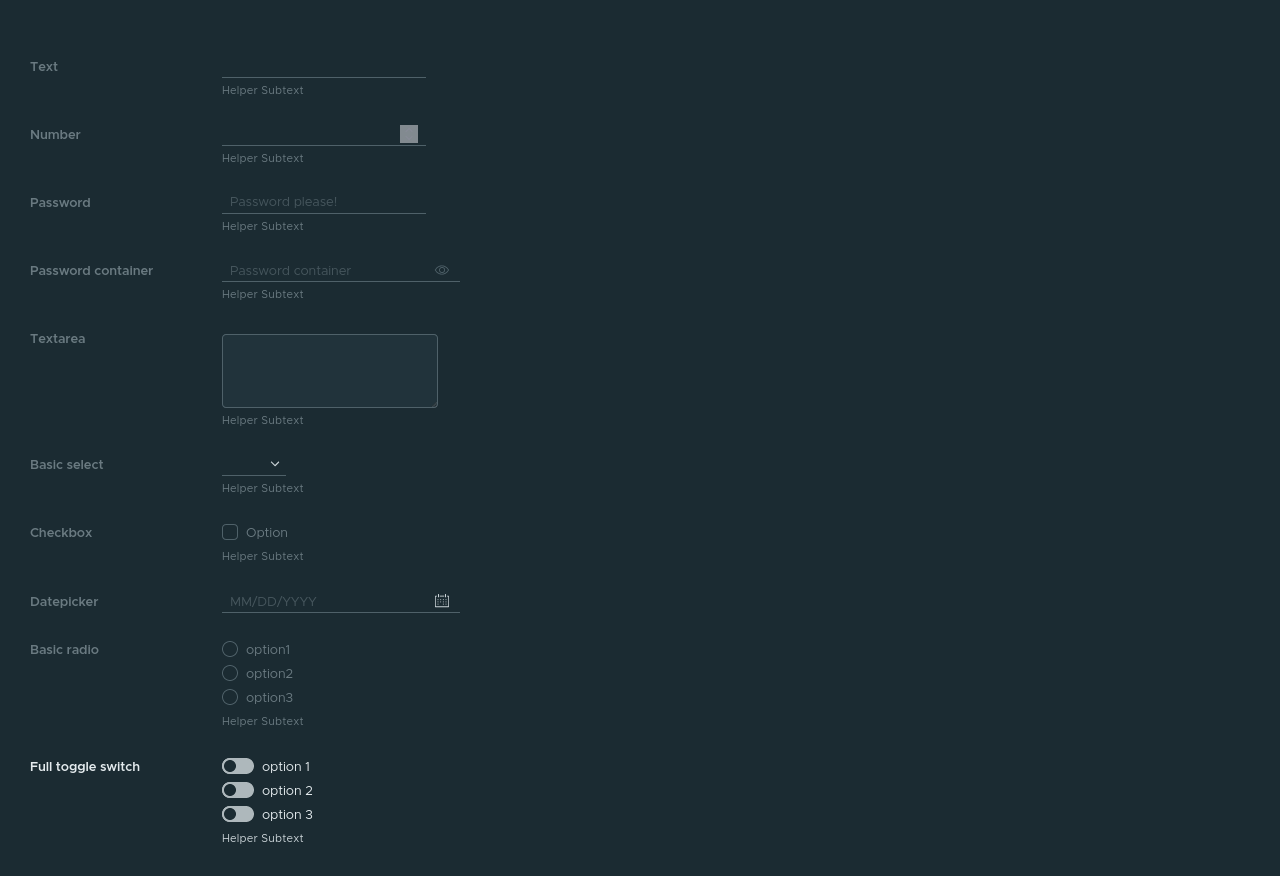 Text
Helper Subtext
Number
Helper Subtext
Password Password please!
Helper Subtext
Password container Password container
Helper Subtext
Textarea
Helper Subtext
Basic select
Helper Subtext
Checkbox Option
Helper Subtext
Datepicker MM/DD/YYYY
Basic radio option1
option2
option3
Helper Subtext
Full toggle switch option 1
option 2
option 3
Helper Subtext